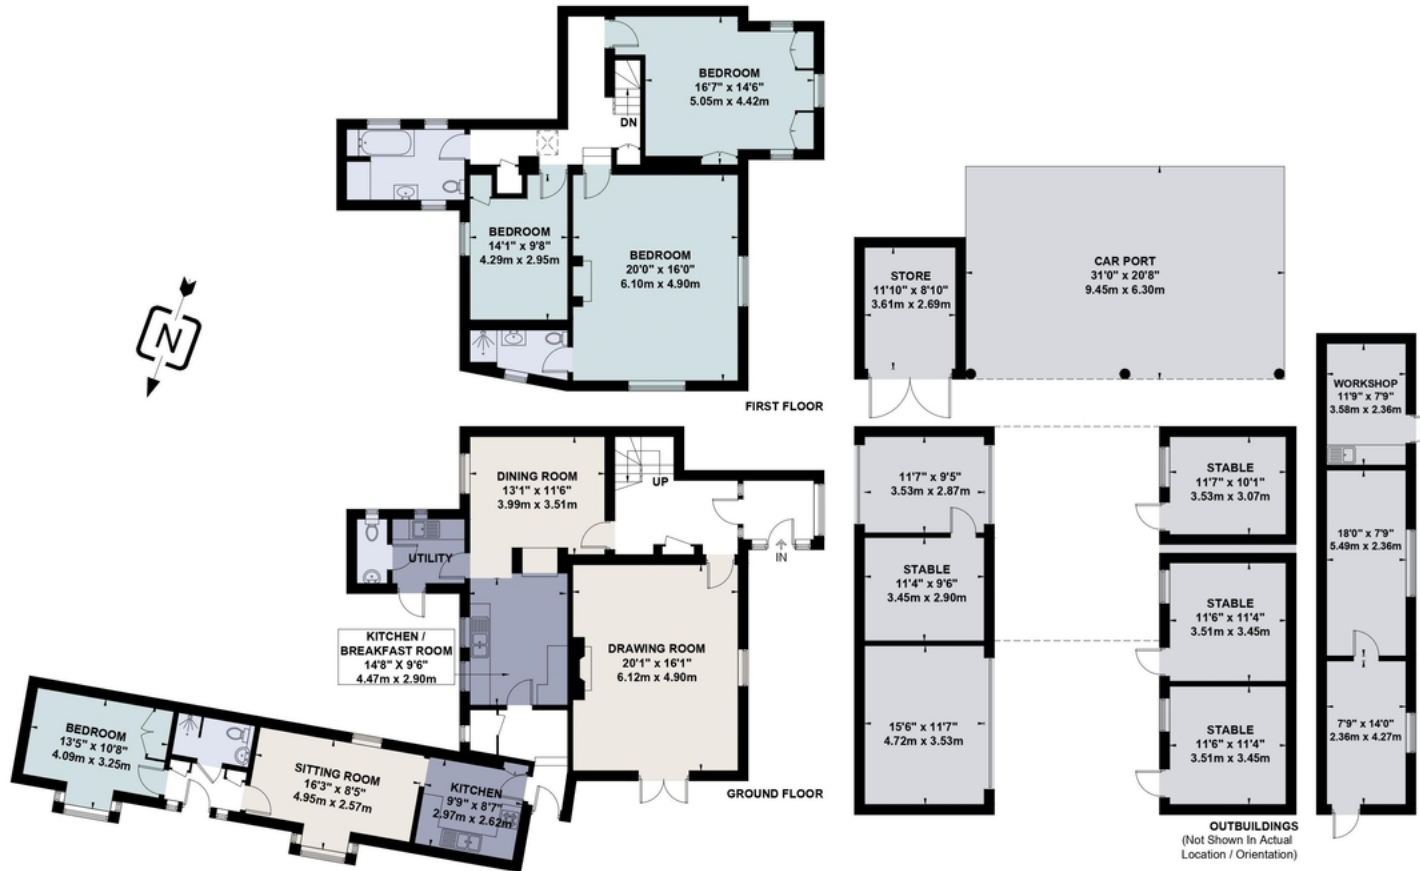 BEDROOM
16'7" x 14'6"
5.05m x 4.42m
DN
BEDROOM
14'1" x 9'8"
4.29m x 2.95m
BEDROOM
20'0" x 16'0"
6.10m x 4.90m
FIRST FLOOR
N
STORE
11'10" x 8'10"
3.61m x 2.69m
CAR PORT
31'0" x 20'8"
9.45m x 6.30m
WORKSHOP
11'9" x 7'9"
3.58m x 2.36m
18'0" x 7'9"
5.49m x 2.36m
7'9" x 14'0"
2.36m x 4.27m
DINING ROOM
13'1" x 11'6"
3.99m x 3.51m
UP
IN
UTILITY
KITCHEN /
BREAKFAST ROOM
14'8" X 9'6"
4.47m x 2.90m
DRAWING ROOM
20'1" x 16'1"
6.12m x 4.90m
BEDROOM
13'5" x 10'8"
4.09m x 3.25m
SITTING ROOM
16'3" x 8'5"
4.95m x 2.57m
KITCHEN
9'9" x 8'7"
2.97m x 2.62m
GROUND FLOOR
11'7" x 9'5"
3.53m x 2.87m
STABLE
11'4" x 9'6"
3.45m x 2.90m
15'6" x 11'7"
4.72m x 3.53m
STABLE
11'7" x 10'1"
3.53m x 3.07m
STABLE
11'6" x 11'4"
3.51m x 3.45m
STABLE
11'6" x 11'4"
3.51m x 3.45m
OUTBUILDINGS
(Not Shown In Actual
Location / Orientation)